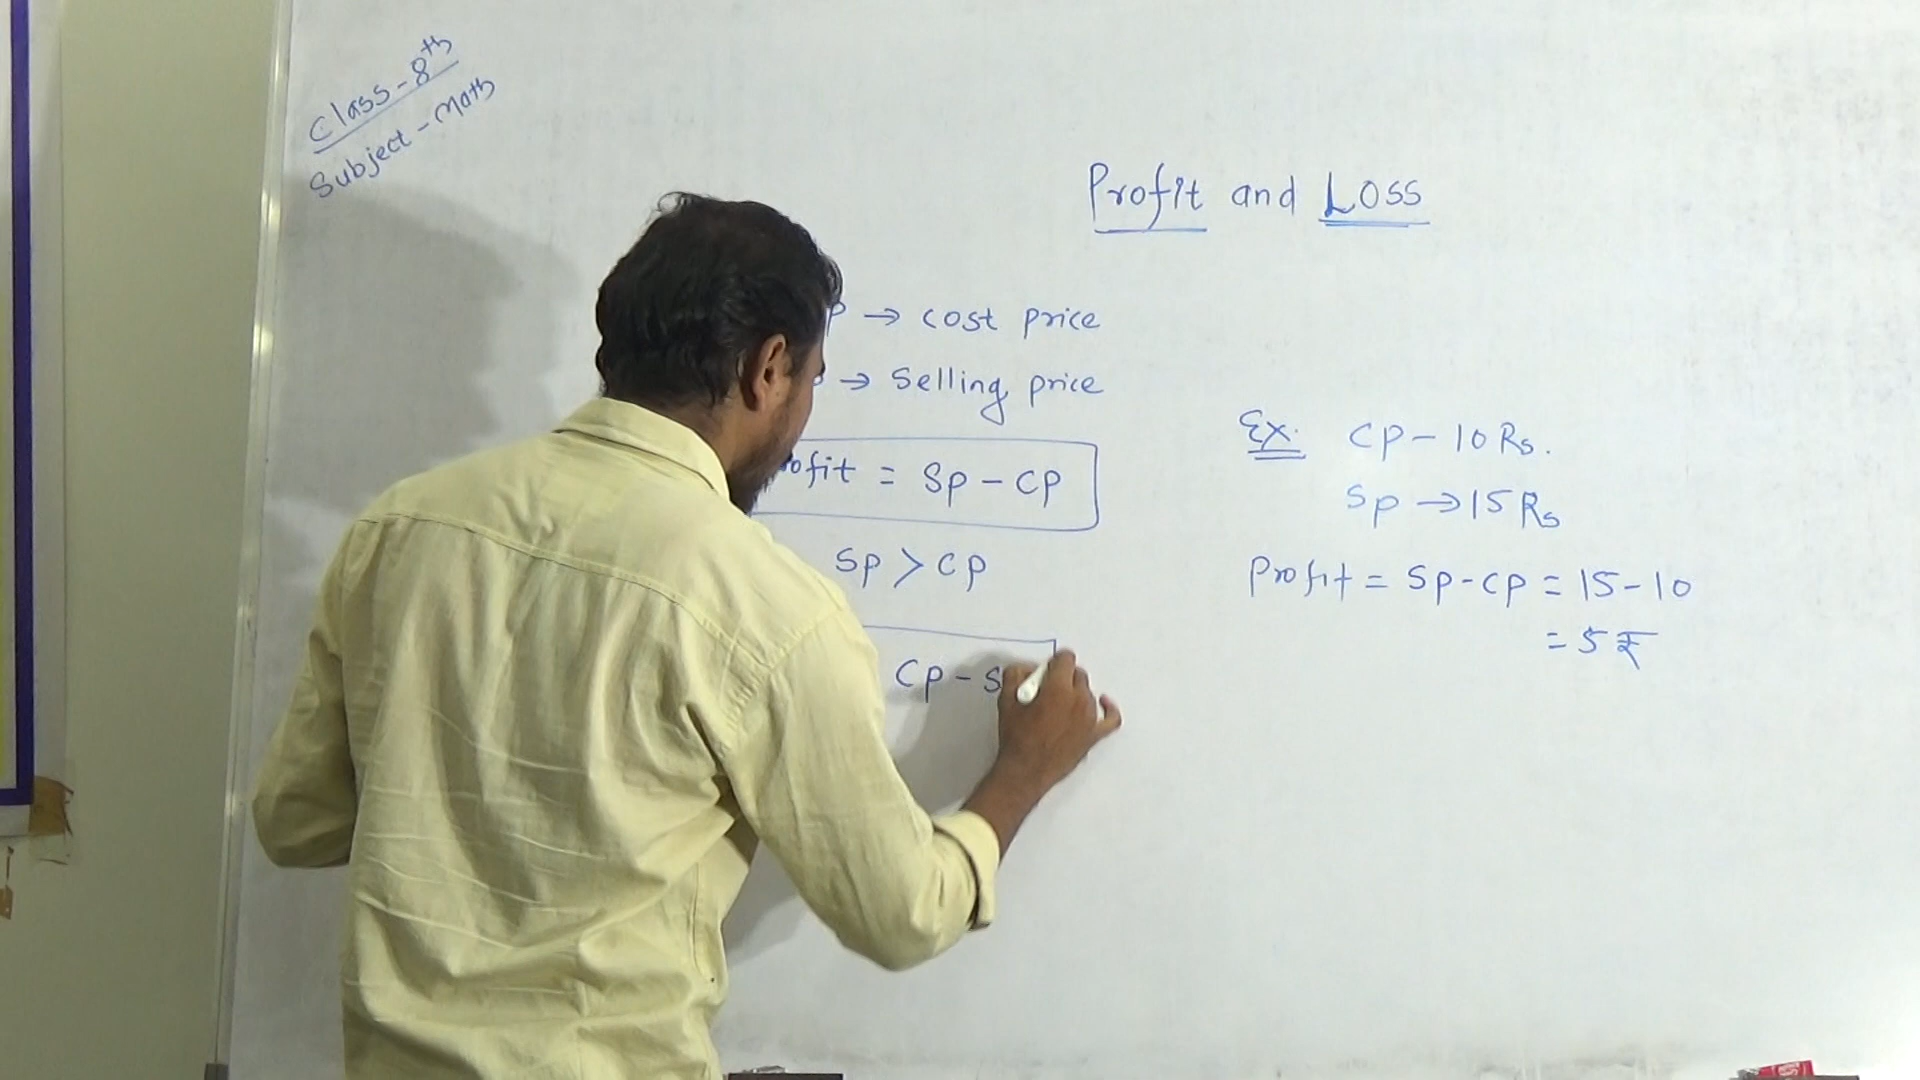 Class - 8th
Subject - Math
Profit and Loss
P → cost price
P → Selling price
ofit = SP - CP
SP > CP
CP - S
Ex. CP - 10 Rs.
SP → 15 Rs
Profit = SP - CP = 15 - 10
= 5 ₹